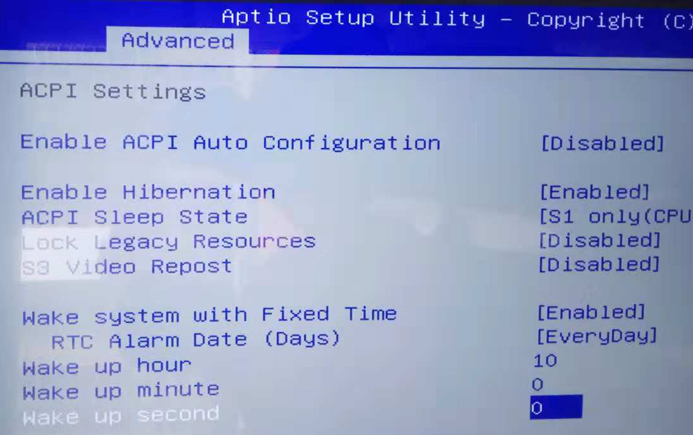 Aptio Setup Utility – Copyright (C)
Advanced
ACPI Settings
Enable ACPI Auto Configuration [Disabled]
Enable Hibernation [Enabled]
ACPI Sleep State [S1 only(CPU
Lock Legacy Resources [Disabled]
S3 Video Repost [Disabled]
Wake system with Fixed Time [Enabled]
RTC Alarm Date (Days) [EveryDay]
Wake up hour 10
Wake up minute 0
Wake up second 0